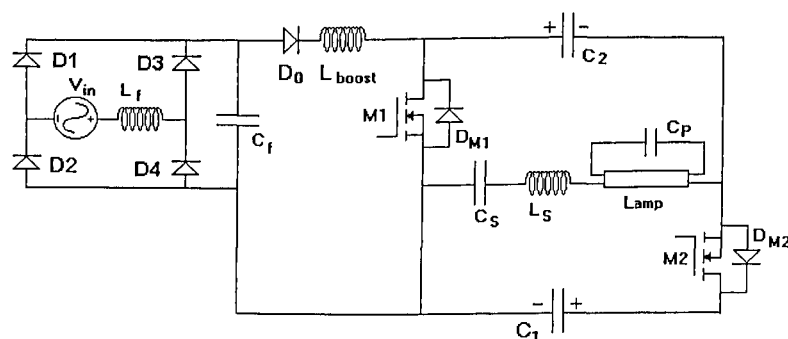 D1
D3
Vin
Lf
- +
D2
D4
Cf
D0
Lboost
+ -
C2
M1
DM1
CP
CS
LS
Lamp
M2
DM2
- +
C1